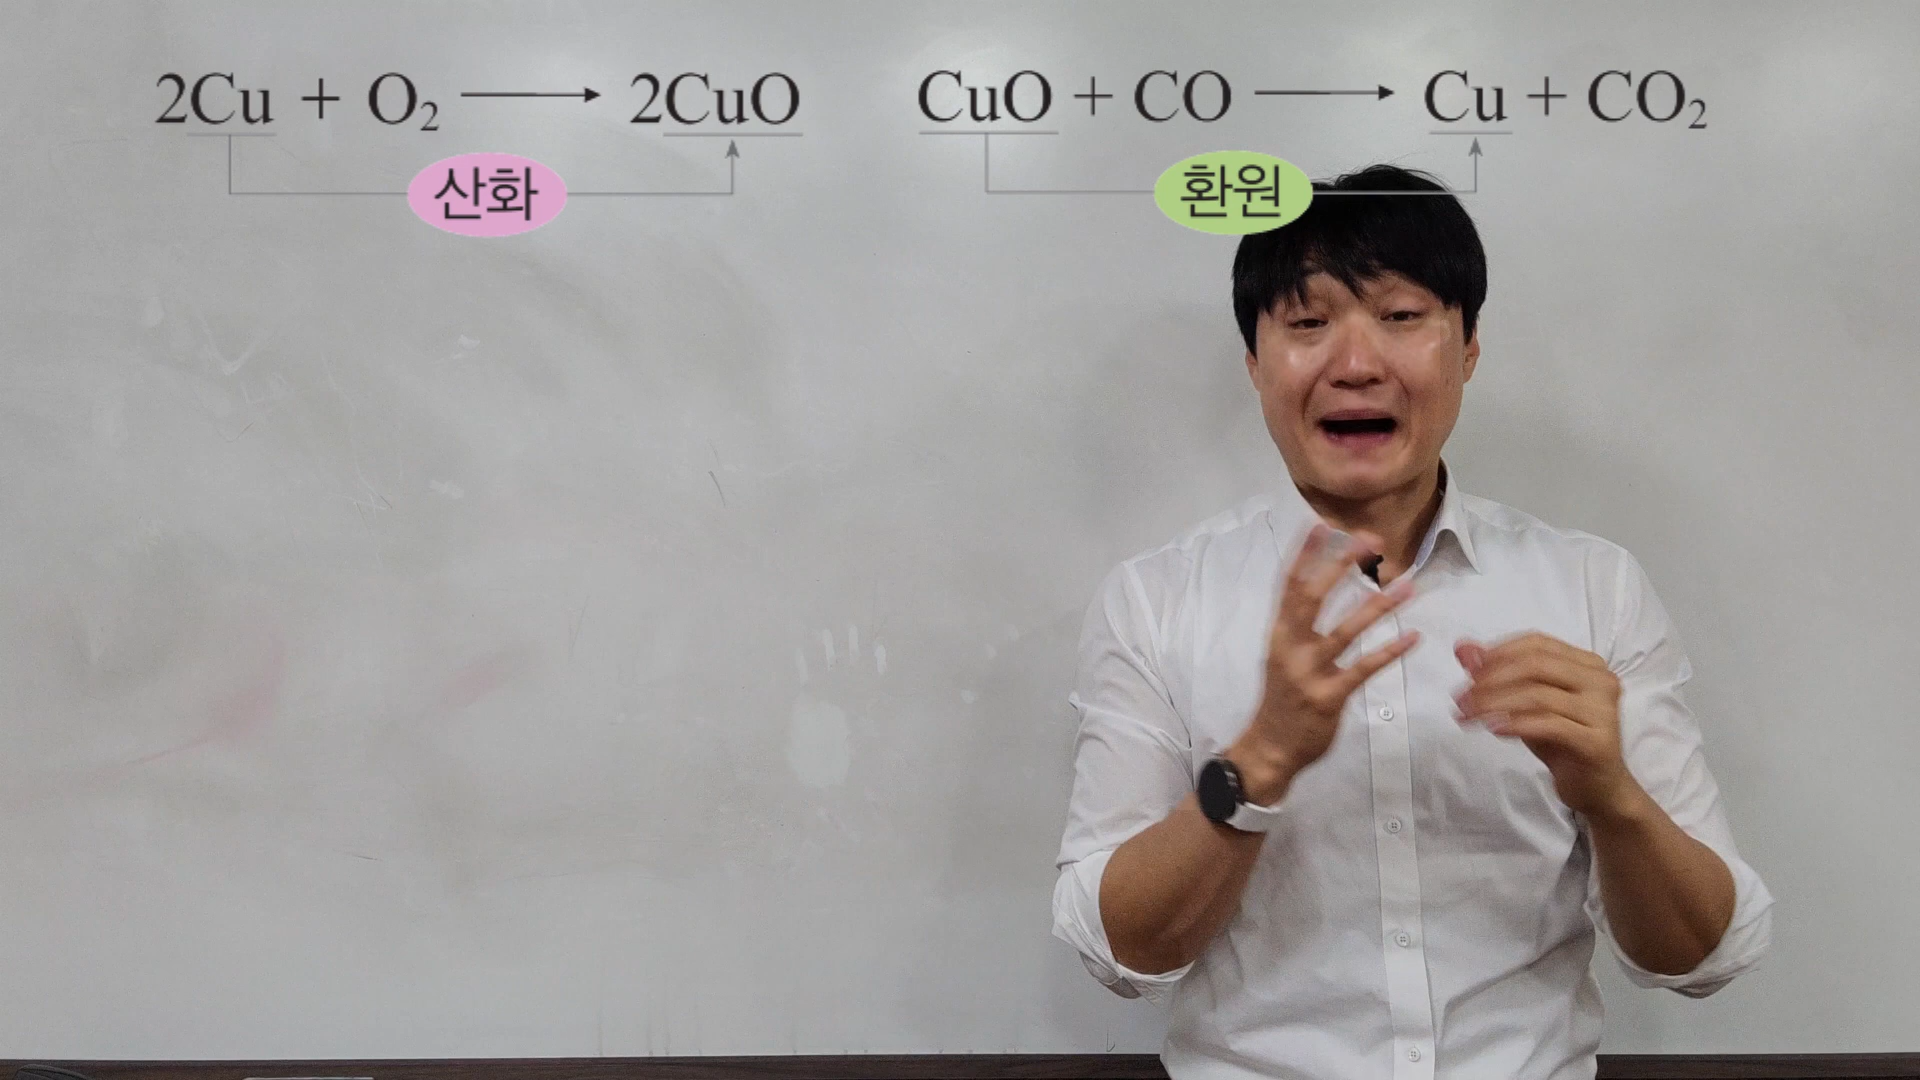 2Cu + O₂ ⟶ 2CuO
산화
CuO + CO ⟶ Cu + CO₂
환원